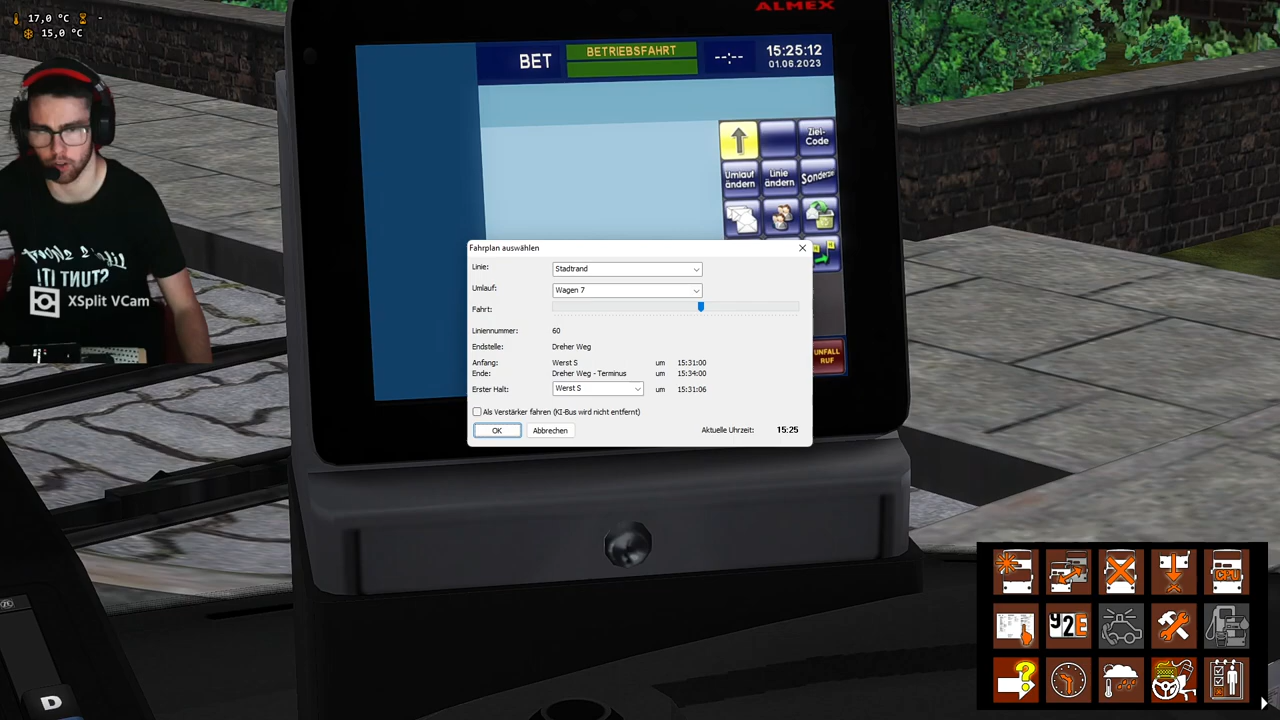 17,0 °C -
15,0 °C
ALMEX
BET
BETRIEBSFAHRT
--:--
15:25:12
01.06.2023
Ziel-
Code
Umlauf
ändern
Linie
ändern
Sonderze
XSplit VCam
Fahrplan auswählen
Linie: Stadtrand
Umlauf: Wagen 7
Fahrt:
Liniennummer: 60
Endstelle: Dreher Weg
Anfang: Werst S um 15:31:00
Ende: Dreher Weg - Terminus um 15:34:00
Erster Halt: Werst S um 15:31:06
Als Verstärker fahren (KI-Bus wird nicht entfernt)
OK Abbrechen Aktuelle Uhrzeit: 15:25
UNFALL
RUF
CPU
92E
?
D